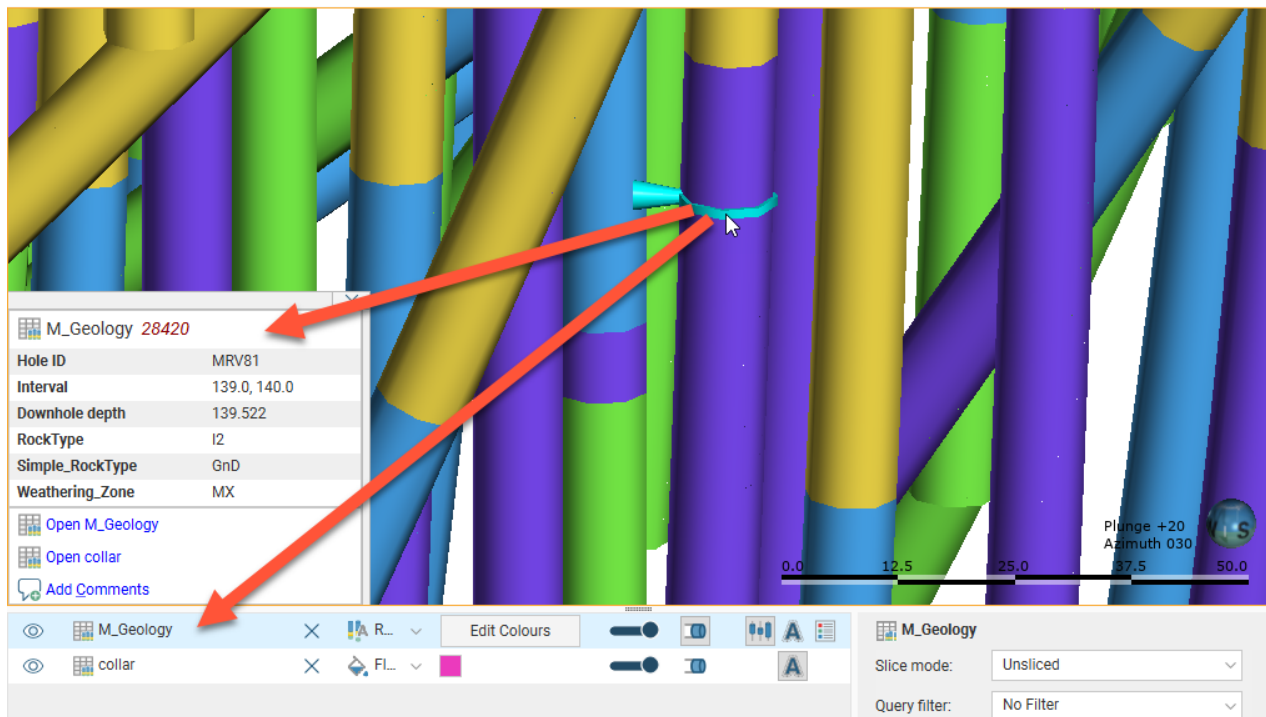 M_Geology 28420
Hole ID MRV81
Interval 139.0, 140.0
Downhole depth 139.522
RockType I2
Simple_RockType GnD
Weathering_Zone MX
Open M_Geology
Open collar
Add Comments
Plunge +20
Azimuth 030
0.0 12.5 25.0 37.5 50.0
M_Geology R... Edit Colours
collar Fl...
M_Geology
Slice mode: Unsliced
Query filter: No Filter